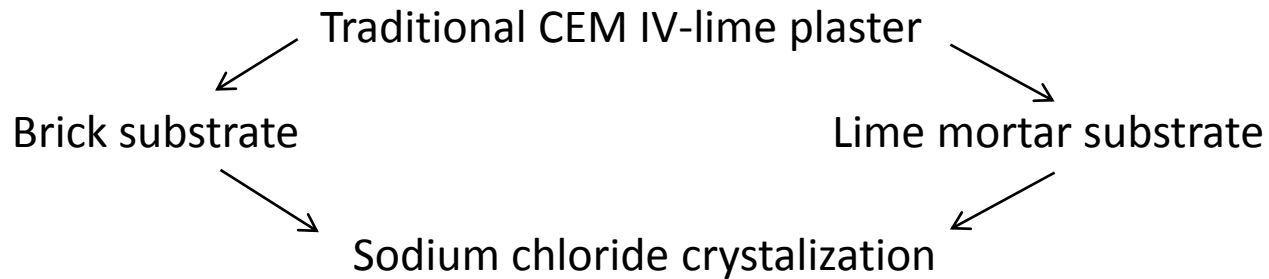 Traditional CEM IV-lime plaster
Brick substrate
Lime mortar substrate
Sodium chloride crystalization